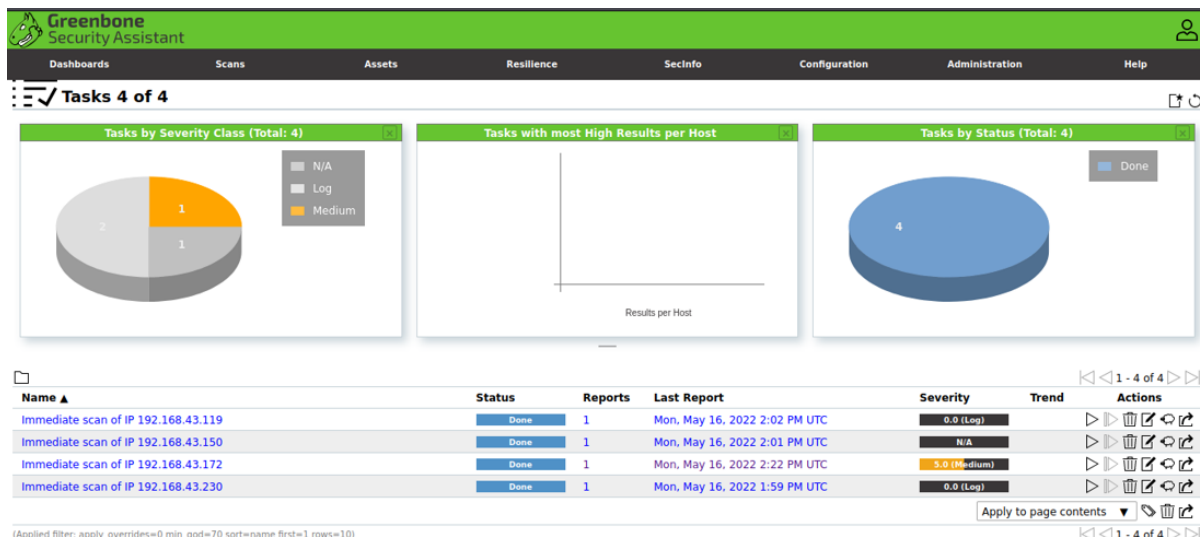 Greenbone
Security Assistant
Dashboards Scans Assets Resilience SecInfo Configuration Administration Help
Tasks 4 of 4
Tasks by Severity Class (Total: 4)
N/A
Log
Medium
1
2
1
Tasks with most High Results per Host
Results per Host
Tasks by Status (Total: 4)
Done
4
1 - 4 of 4
Name ▲ Status Reports Last Report Severity Trend Actions
Immediate scan of IP 192.168.43.119 Done 1 Mon, May 16, 2022 2:02 PM UTC 0.0 (Log)
Immediate scan of IP 192.168.43.150 Done 1 Mon, May 16, 2022 2:01 PM UTC N/A
Immediate scan of IP 192.168.43.172 Done 1 Mon, May 16, 2022 2:22 PM UTC 5.0 (Medium)
Immediate scan of IP 192.168.43.230 Done 1 Mon, May 16, 2022 1:59 PM UTC 0.0 (Log)
Apply to page contents ▼
(Applied filter: apply_overrides=0 min_qod=70 sort=name first=1 rows=10) 1 - 4 of 4